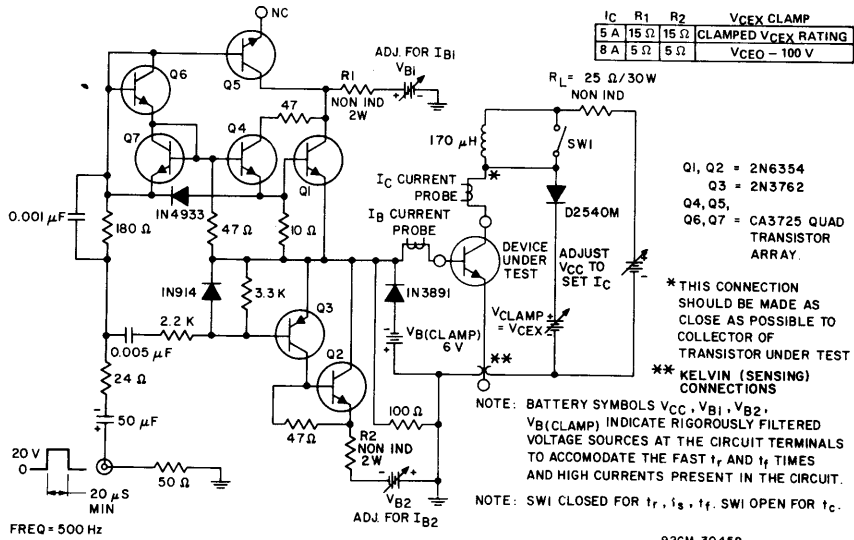 NC
IC R1 R2 VCEX CLAMP
5 A 15 Ω 15 Ω CLAMPED VCEX RATING
8 A 5 Ω 5 Ω VCEO – 100 V
ADJ. FOR IB1
VB1
+ -
R1
NON IND
2W
RL = 25 Ω/30W
NON IND
Q6
Q5
47
Q7
Q4
Q1
170 μH
SW1
*
IC CURRENT
PROBE
IB CURRENT
PROBE
D2540M
Q1, Q2 = 2N6354
Q3 = 2N3762
Q4, Q5,
Q6, Q7 = CA3725 QUAD
TRANSISTOR
ARRAY.
0.001 μF
180 Ω
1N4933
47 Ω
10 Ω
DEVICE
UNDER
TEST
ADJUST
VCC TO
SET IC
+
-
1N914
3.3 K
Q3
1N3891
VCLAMP
= VCEX
+
-
* THIS CONNECTION
SHOULD BE MADE AS
CLOSE AS POSSIBLE TO
COLLECTOR OF
TRANSISTOR UNDER TEST
2.2 K
0.005 μF
Q2
-
+
VB(CLAMP)
6 V
**
** KELVIN (SENSING)
CONNECTIONS
24 Ω
-
+
50 μF
47 Ω
R2
NON IND
2W
100 Ω
- +
VB2
ADJ. FOR IB2
NOTE: BATTERY SYMBOLS VCC, VB1, VB2,
VB(CLAMP) INDICATE RIGOROUSLY FILTERED
VOLTAGE SOURCES AT THE CIRCUIT TERMINALS
TO ACCOMODATE THE FAST tr AND tf TIMES
AND HIGH CURRENTS PRESENT IN THE CIRCUIT.
20 V
0
20 μS
MIN
50 Ω
NOTE: SW1 CLOSED FOR tr, ts, tf. SW1 OPEN FOR tc.
FREQ = 500 Hz